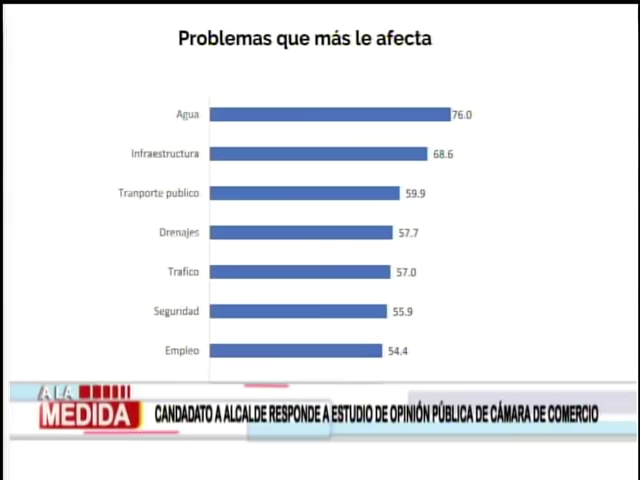 Problemas que más le afecta
Agua 76.0
Infraestructura 68.6
Tranporte publico 59.9
Drenajes 57.7
Trafico 57.0
Seguridad 55.9
Empleo 54.4
A LA
MEDIDA
CANDADATO A ALCALDE RESPONDE A ESTUDIO DE OPINIÓN PÚBLICA DE CÁMARA DE COMERCIO